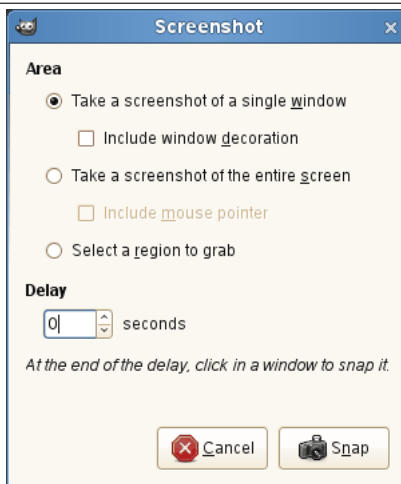 Screenshot
Area
Take a screenshot of a single window
Include window decoration
Take a screenshot of the entire screen
Include mouse pointer
Select a region to grab
Delay
0 seconds
At the end of the delay, click in a window to snap it.
Cancel Snap